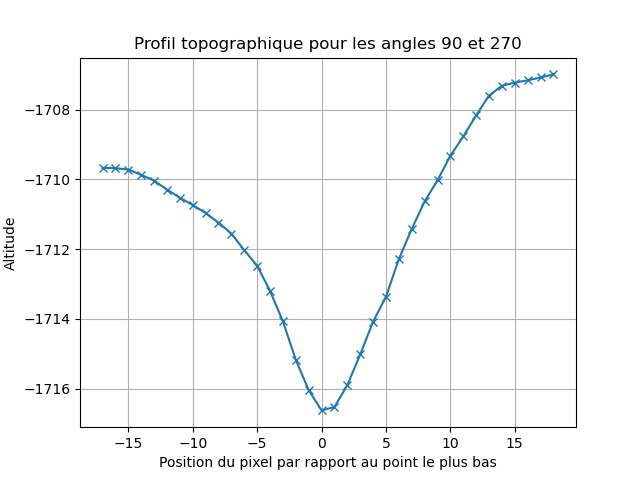 Profil topographique pour les angles 90 et 270
−1708
−1710
−1712
−1714
−1716
Altitude
−15 −10 −5 0 5 10 15
Position du pixel par rapport au point le plus bas